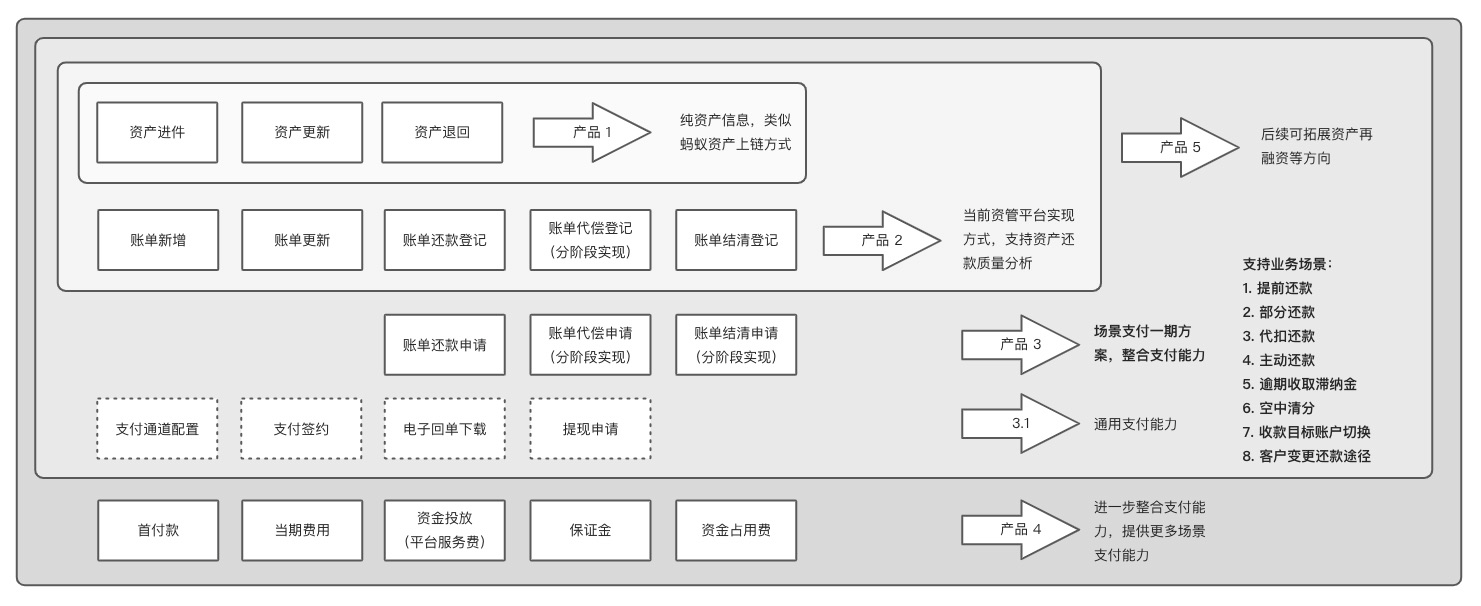 资产进件
资产更新
资产退回
产品 1
纯资产信息，类似
蚂蚁资产上链方式
产品 5
后续可拓展资产再
融资等方向
账单新增
账单更新
账单还款登记
账单代偿登记
（分阶段实现）
账单结清登记
产品 2
当前资管平台实现
方式，支持资产还
款质量分析
账单还款申请
账单代偿申请
（分阶段实现）
账单结清申请
（分阶段实现）
产品 3
场景支付一期方
案，整合支付能力
支持业务场景：
1. 提前还款
2. 部分还款
3. 代扣还款
4. 主动还款
5. 逾期收取滞纳金
6. 空中清分
7. 收款目标账户切换
8. 客户变更还款途径
支付通道配置
支付签约
电子回单下载
提现申请
3.1
通用支付能力
首付款
当期费用
资金投放
（平台服务费）
保证金
资金占用费
产品 4
进一步整合支付能
力，提供更多场景
支付能力